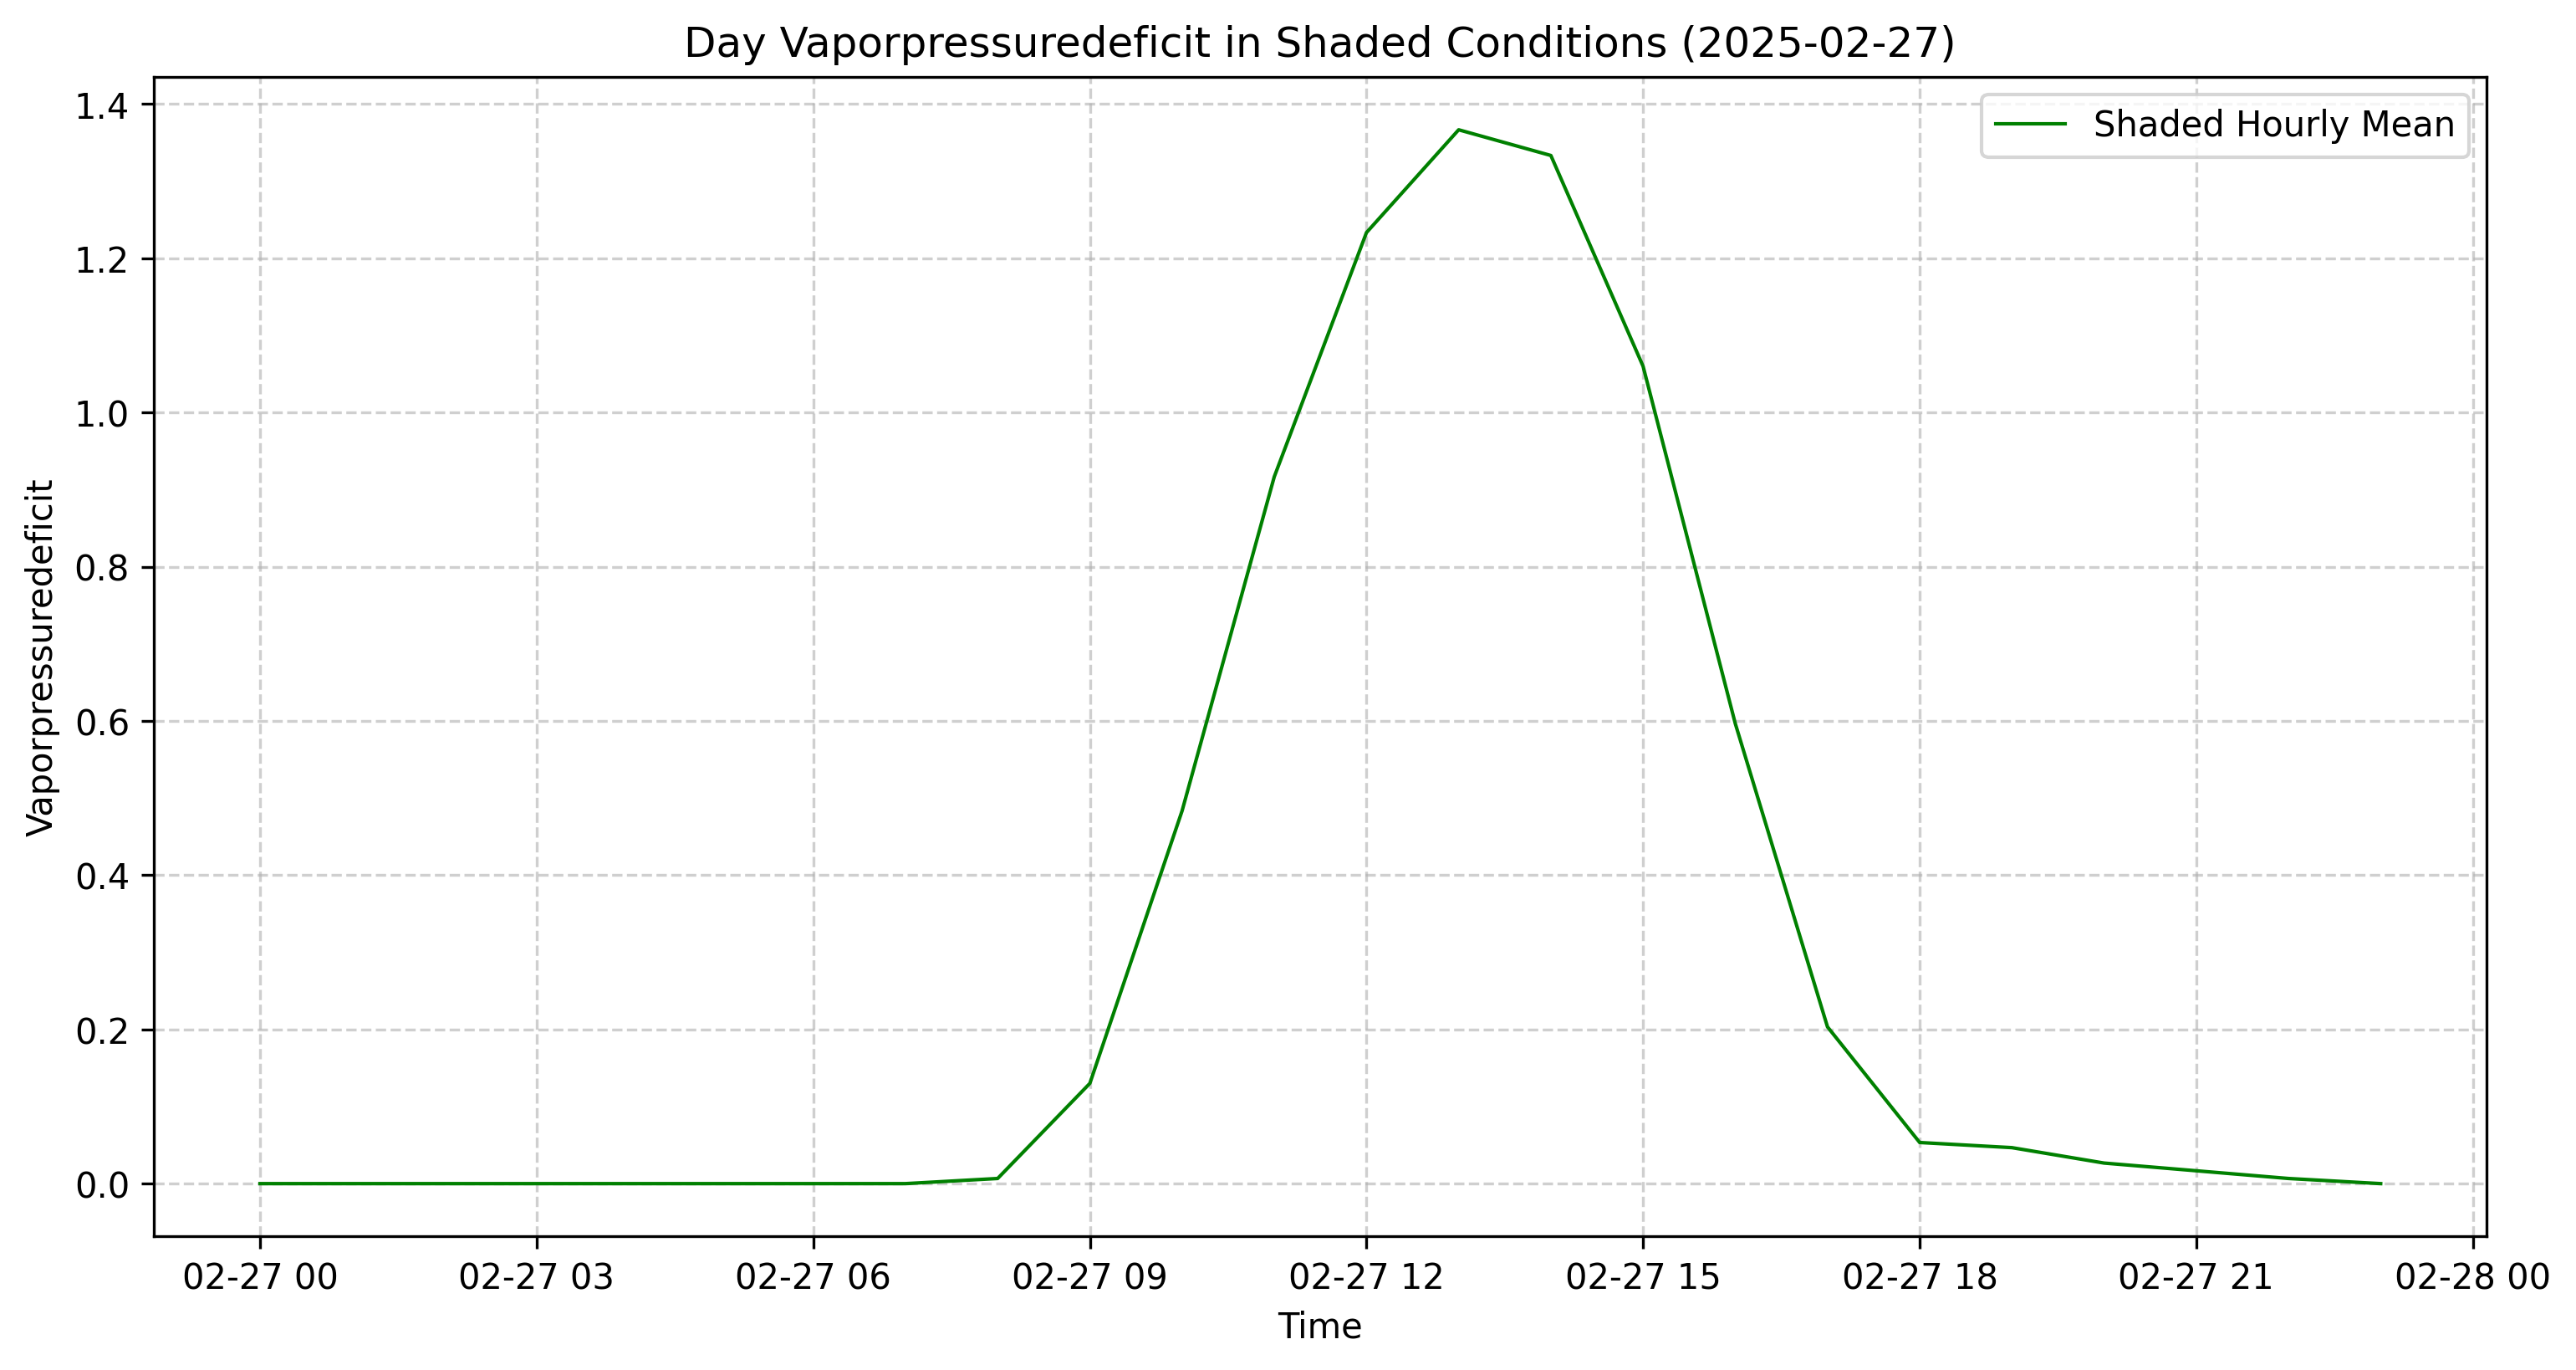 Day Vaporpressuredeficit in Shaded Conditions (2025-02-27)
Shaded Hourly Mean
Vaporpressuredeficit
1.4
1.2
1.0
0.8
0.6
0.4
0.2
0.0
02-27 00 02-27 03 02-27 06 02-27 09 02-27 12 02-27 15 02-27 18 02-27 21 02-28 00
Time